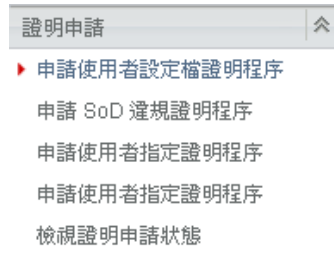 證明申請
申請使用者設定檔證明程序
申請 SoD 違規證明程序
申請使用者指定證明程序
申請使用者指定證明程序
檢視證明申請狀態